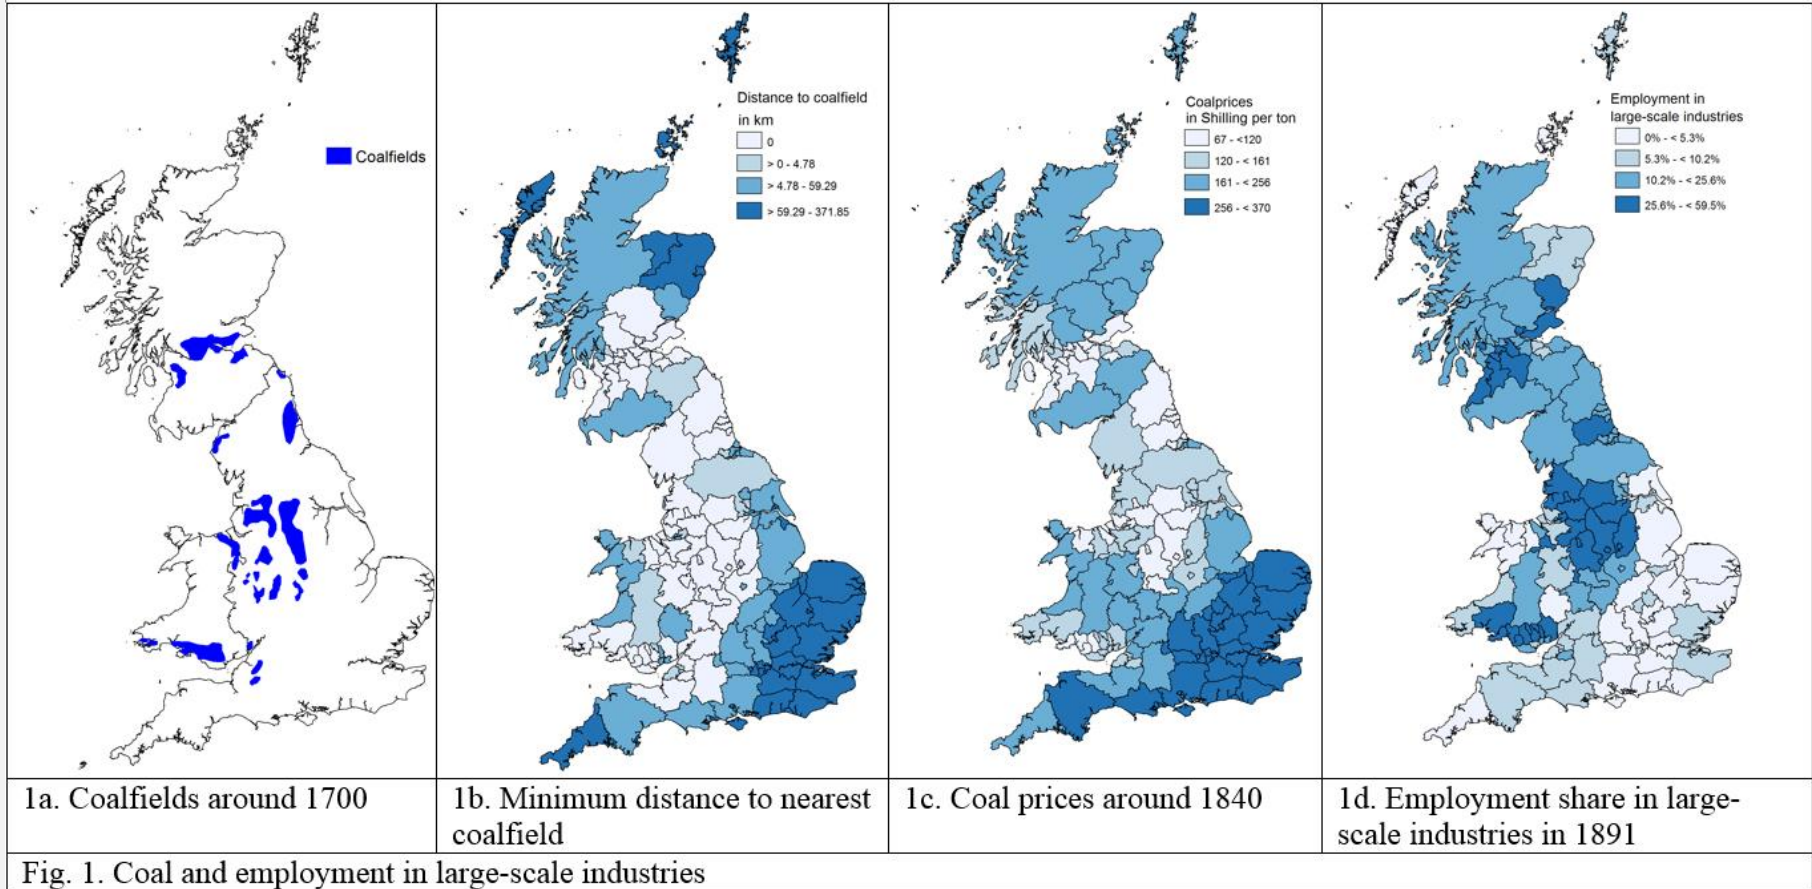 Coalfields
Distance to coalfield
in km
0
> 0 - 4.78
> 4.78 - 59.29
> 59.29 - 371.85
Coalprices
in Shilling per ton
67 - <120
120 - < 161
161 - < 256
256 - < 370
Employment in
large-scale industries
0% - < 5.3%
5.3% - < 10.2%
10.2% - < 25.6%
25.6% - < 59.5%
1a. Coalfields around 1700
1b. Minimum distance to nearest
coalfield
1c. Coal prices around 1840
1d. Employment share in large-
scale industries in 1891
Fig. 1. Coal and employment in large-scale industries